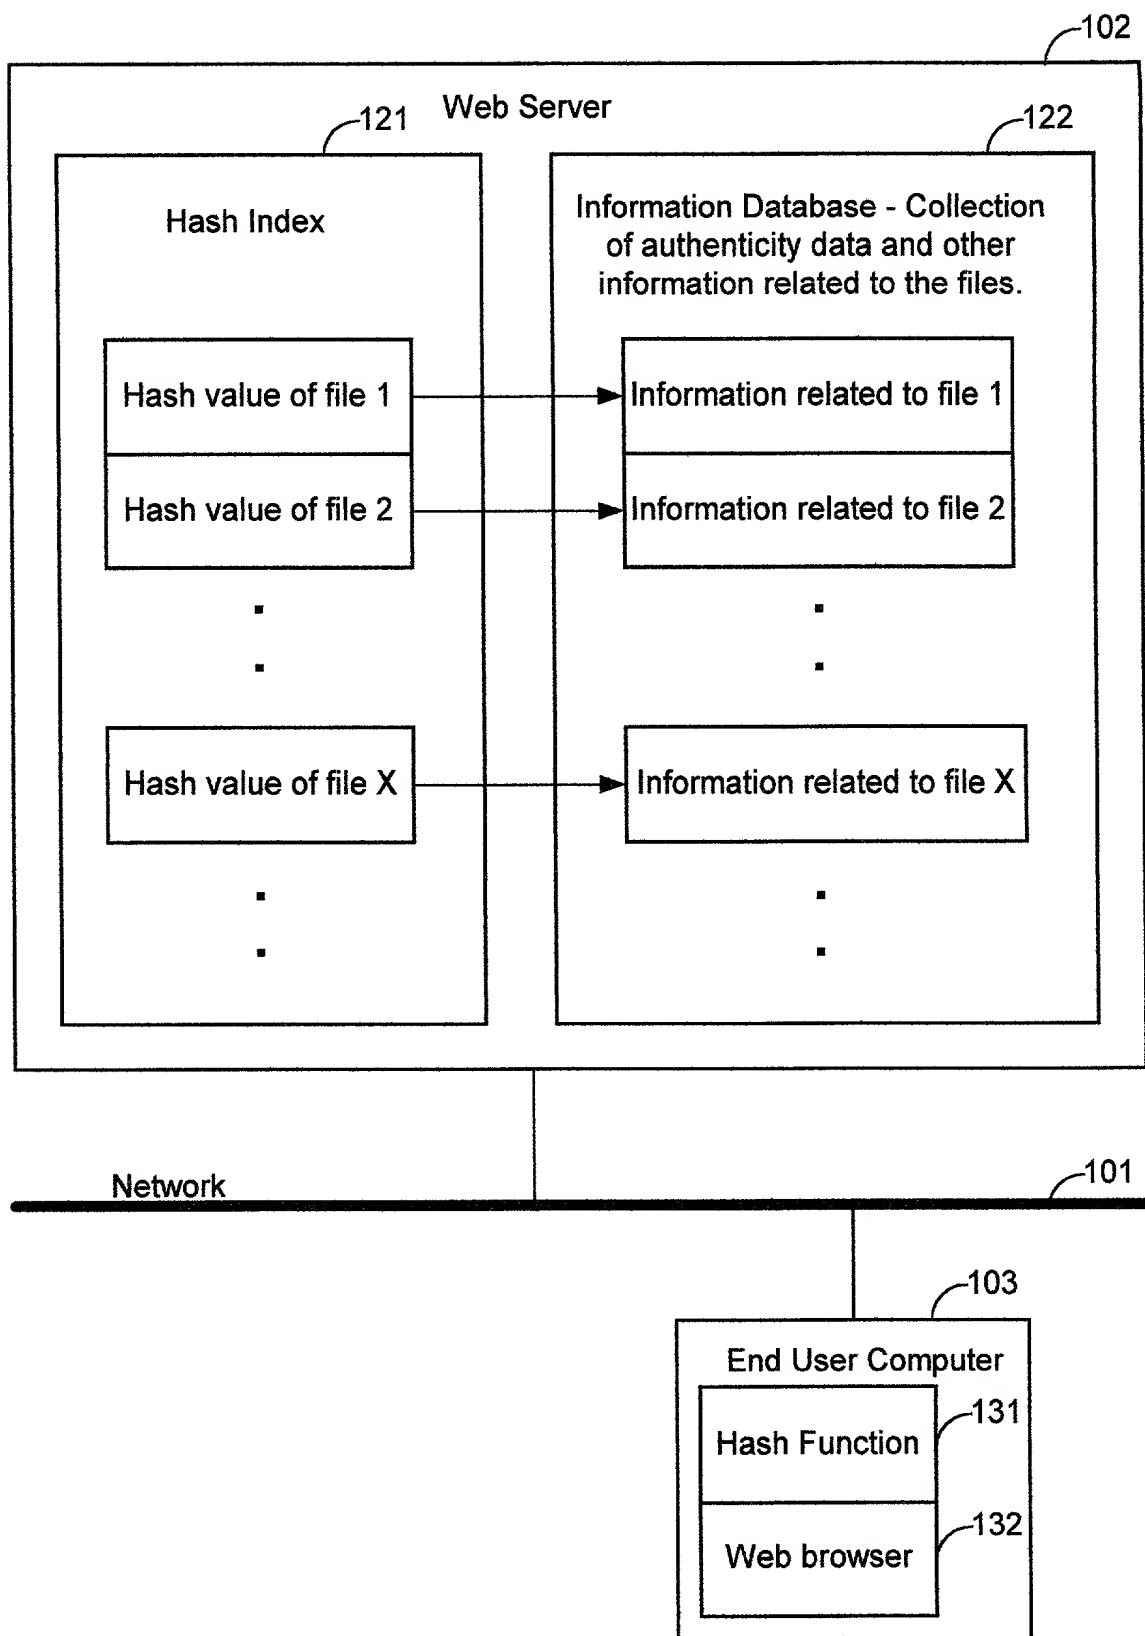 102
Web Server
121
122
Hash Index
Information Database - Collection
of authenticity data and other
information related to the files.
Hash value of file 1
Information related to file 1
Hash value of file 2
Information related to file 2
Hash value of file X
Information related to file X
Network
101
103
End User Computer
131
Hash Function
132
Web browser